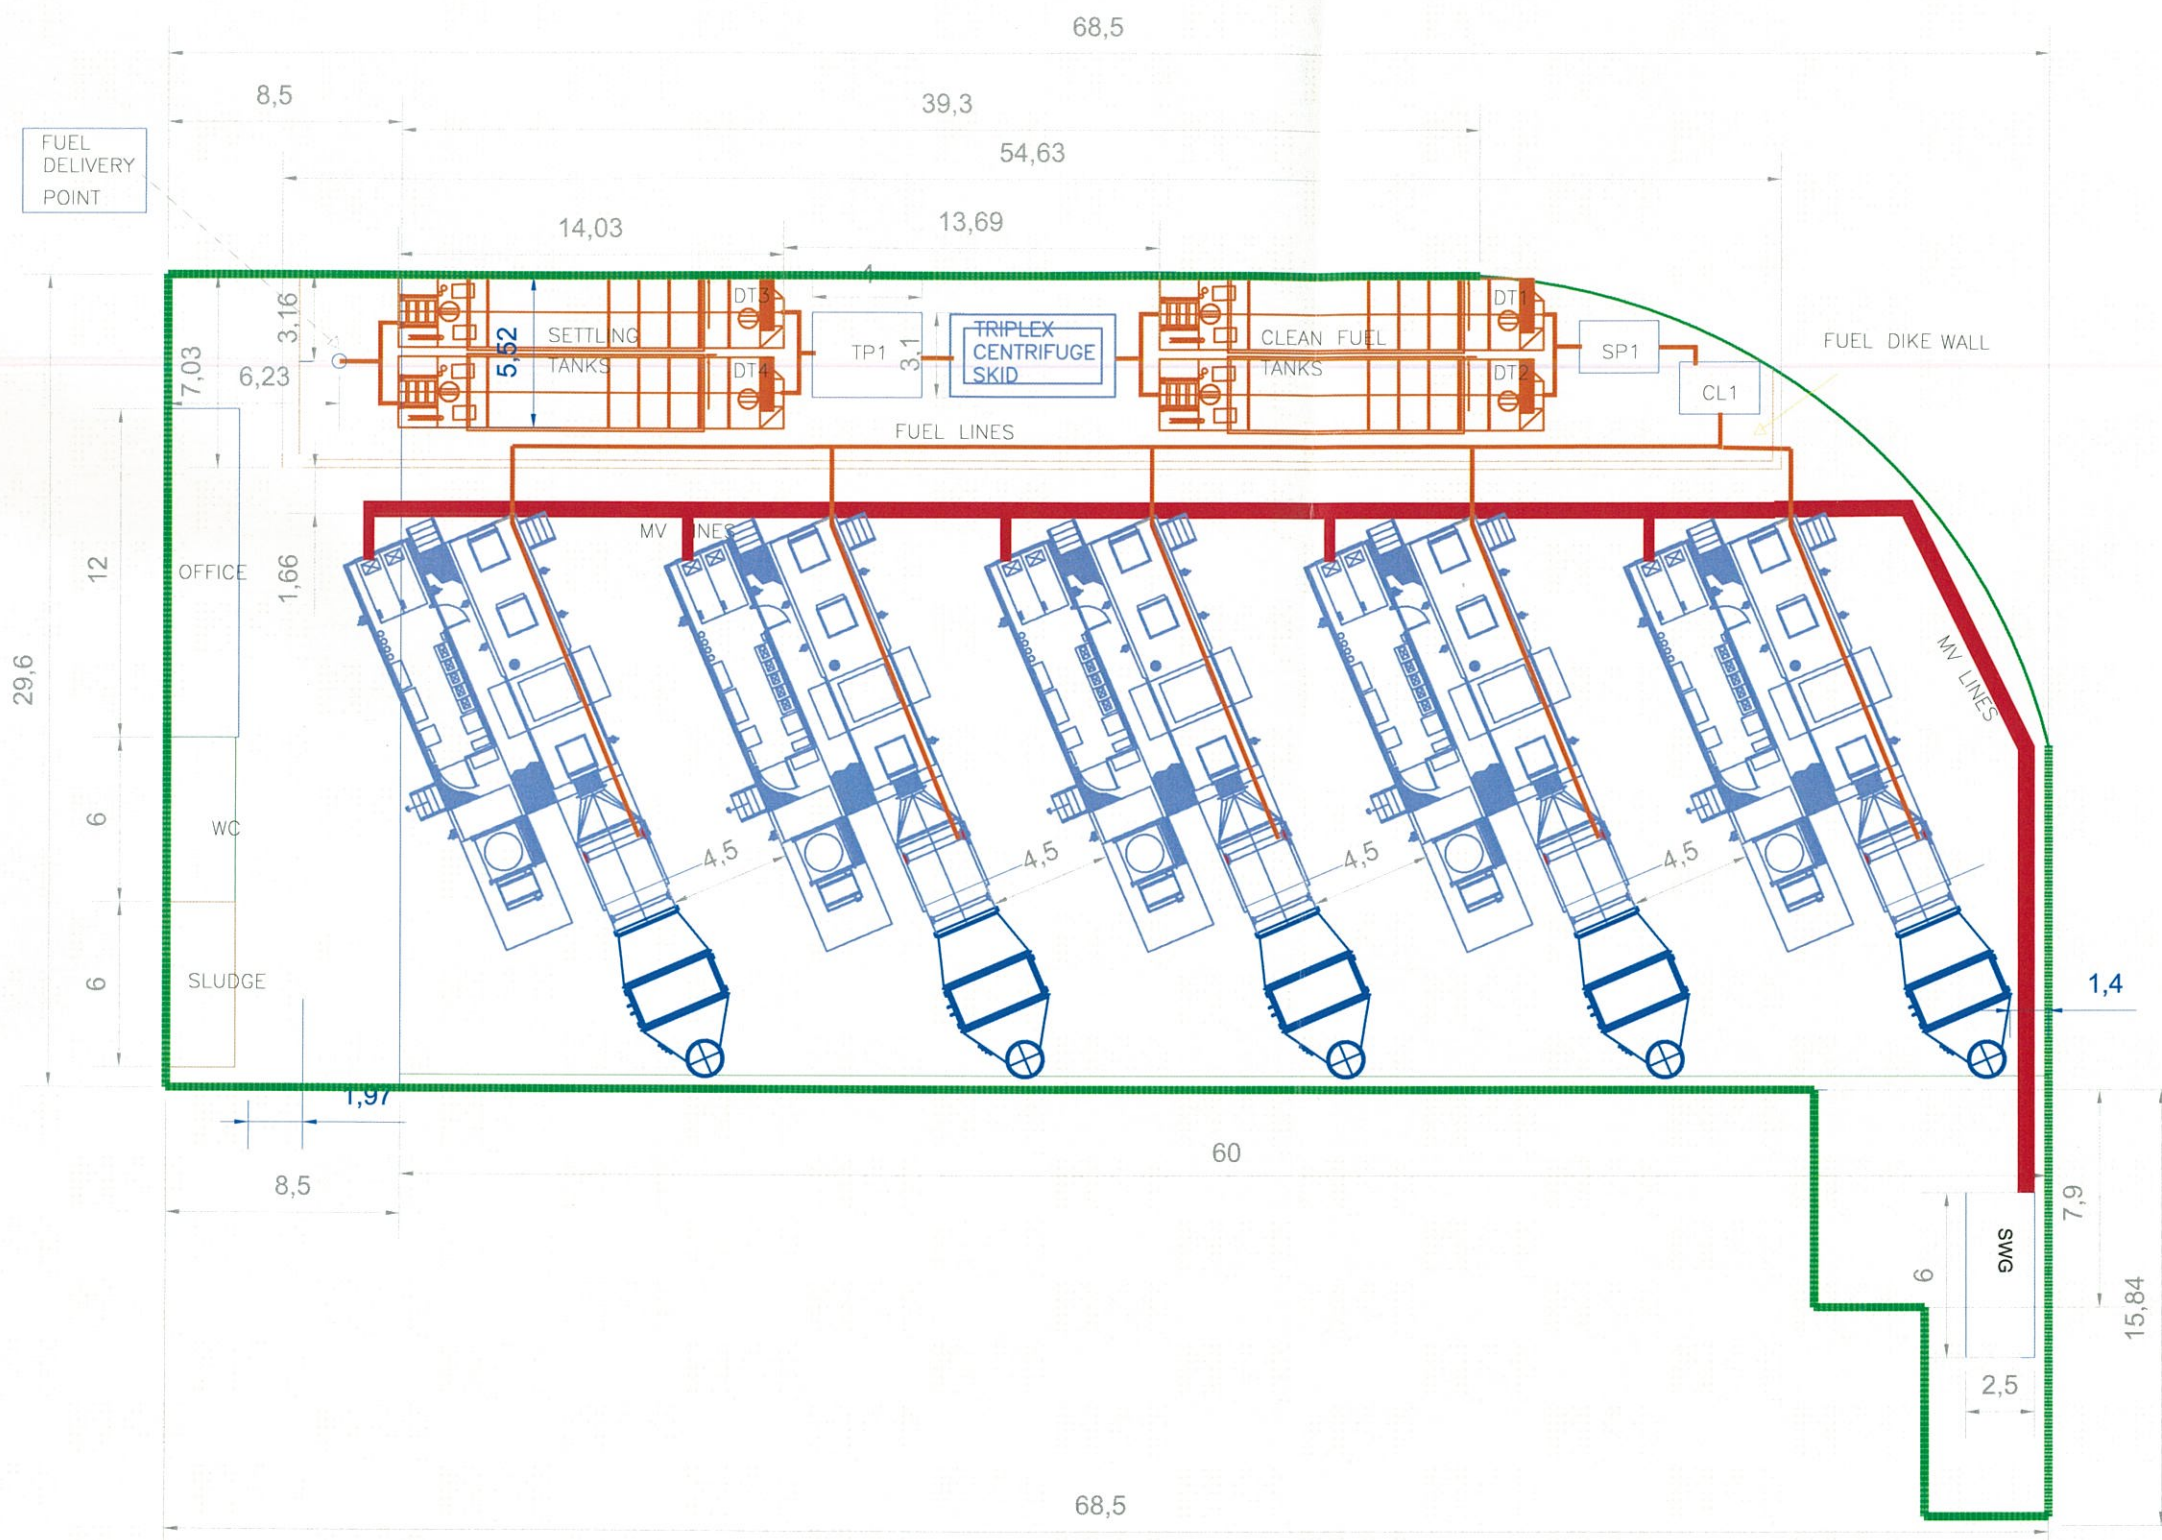 68,5
8,5
39,3
FUEL
DELIVERY
POINT
54,63
14,03
13,69
4
3,16
DT3
DT1
5,52
SETTLING
TANKS
TRIPLEX
CENTRIFUGE
SKID
CLEAN FUEL
TANKS
FUEL DIKE WALL
7,03
6,23
DT4
TP1
3,1
DT2
SP1
CL1
FUEL LINES
MV LINES
12
OFFICE
1,66
29,6
MV LINES
6
WC
4,5
4,5
4,5
4,5
6
SLUDGE
1,4
1,97
60
8,5
7,9
SWG
6
15,84
2,5
68,5